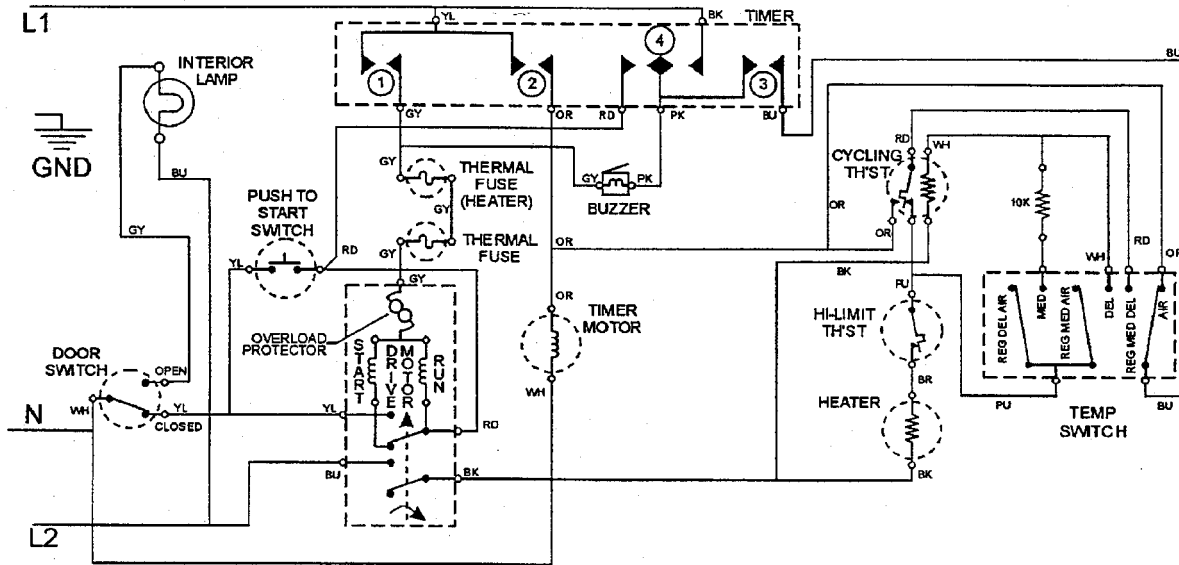 L1
YL
BK
TIMER
4
1
2
3
BU
INTERIOR
LAMP
GY
OR
RD
PK
BU
GND
GY
BU
THERMAL
FUSE
(HEATER)
GY
PK
BUZZER
RD
WH
CYCLING
TH'ST
PUSH TO
START
SWITCH
GY
10K
OR
RD
GY
RD
THERMAL
FUSE
OR
OR
GY
YL
GY
BK
WH
OR
OR
PU
TIMER
MOTOR
HI-LIMIT
TH'ST
REG DEL AIR
MED
REG MED AIR
DEL
REG MED DEL
AIR
OVERLOAD
PROTECTOR
START
DRIVE
MOTOR
RUN
DOOR
SWITCH
OPEN
WH
BR
PU
BU
WH
YL
CLOSED
YL
HEATER
TEMP
SWITCH
N
RD
BU
BK
BK
L2